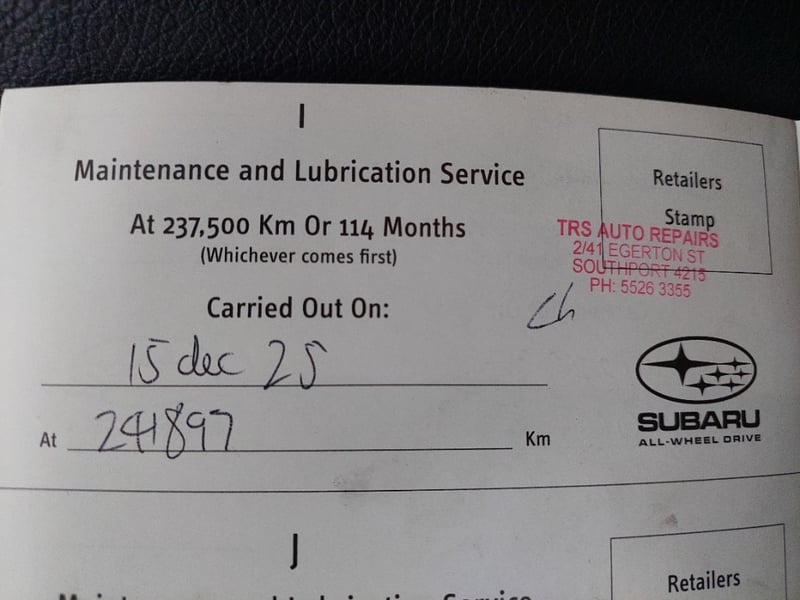 I
Maintenance and Lubrication Service
At 237,500 Km Or 114 Months
(Whichever comes first)
Carried Out On:
15 dec 25
At 241897 Km
Retailers
Stamp
TRS AUTO REPAIRS
2/41 EGERTON ST
SOUTHPORT 4215
PH: 5526 3355
SUBARU
ALL-WHEEL DRIVE
J
Retailers